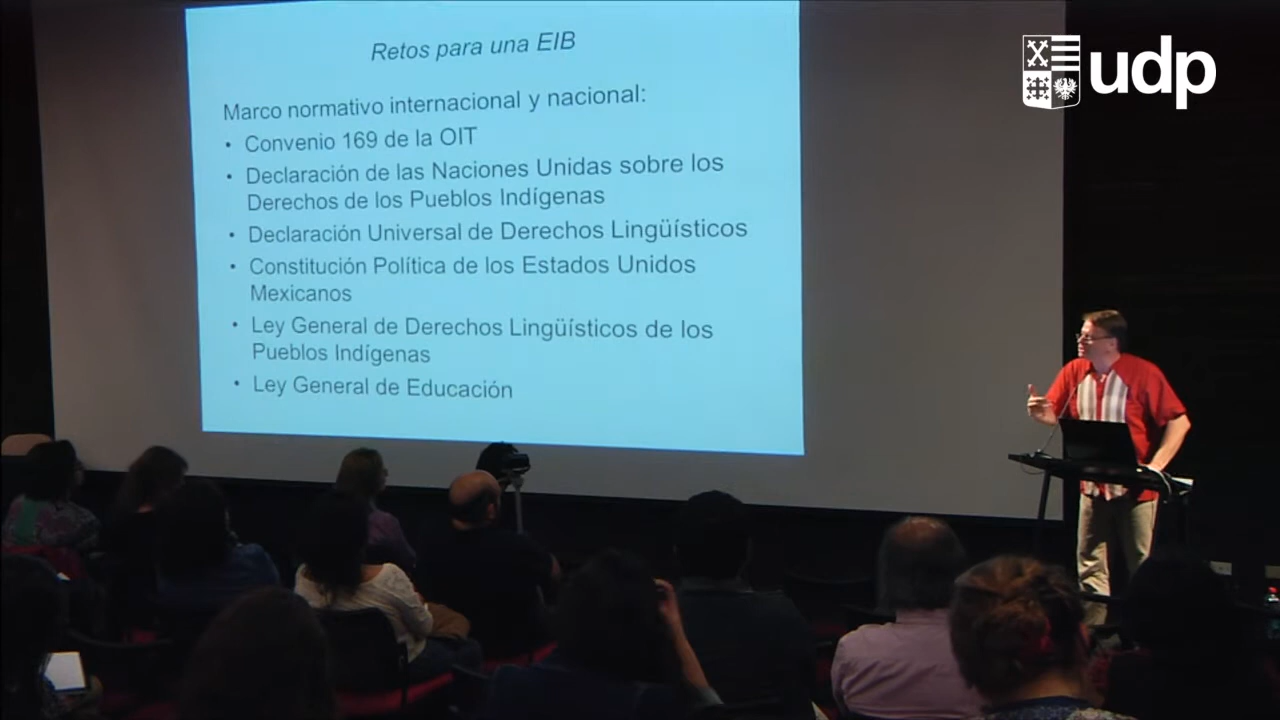 Retos para una EIB
Marco normativo internacional y nacional:
• Convenio 169 de la OIT
• Declaración de las Naciones Unidas sobre los
Derechos de los Pueblos Indígenas
• Declaración Universal de Derechos Lingüísticos
• Constitución Política de los Estados Unidos
Mexicanos
• Ley General de Derechos Lingüísticos de los
Pueblos Indígenas
• Ley General de Educación
udp